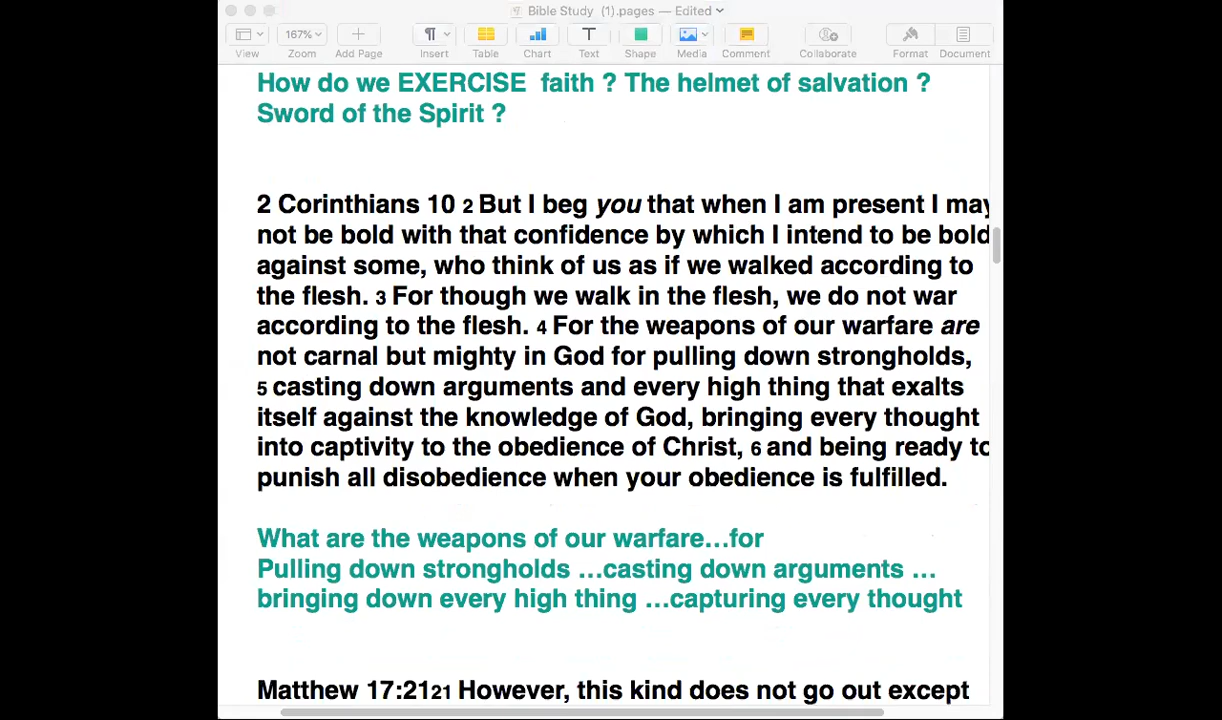 Bible Study (1).pages — Edited
167%
View Zoom Add Page Insert Table Chart Text Shape Media Comment Collaborate Format Document
How do we EXERCISE faith ? The helmet of salvation ?
Sword of the Spirit ?
2 Corinthians 10 2 But I beg you that when I am present I may
not be bold with that confidence by which I intend to be bold
against some, who think of us as if we walked according to
the flesh. 3 For though we walk in the flesh, we do not war
according to the flesh. 4 For the weapons of our warfare are
not carnal but mighty in God for pulling down strongholds,
5 casting down arguments and every high thing that exalts
itself against the knowledge of God, bringing every thought
into captivity to the obedience of Christ, 6 and being ready to
punish all disobedience when your obedience is fulfilled.
What are the weapons of our warfare…for
Pulling down strongholds …casting down arguments …
bringing down every high thing …capturing every thought
Matthew 17:2121 However, this kind does not go out except